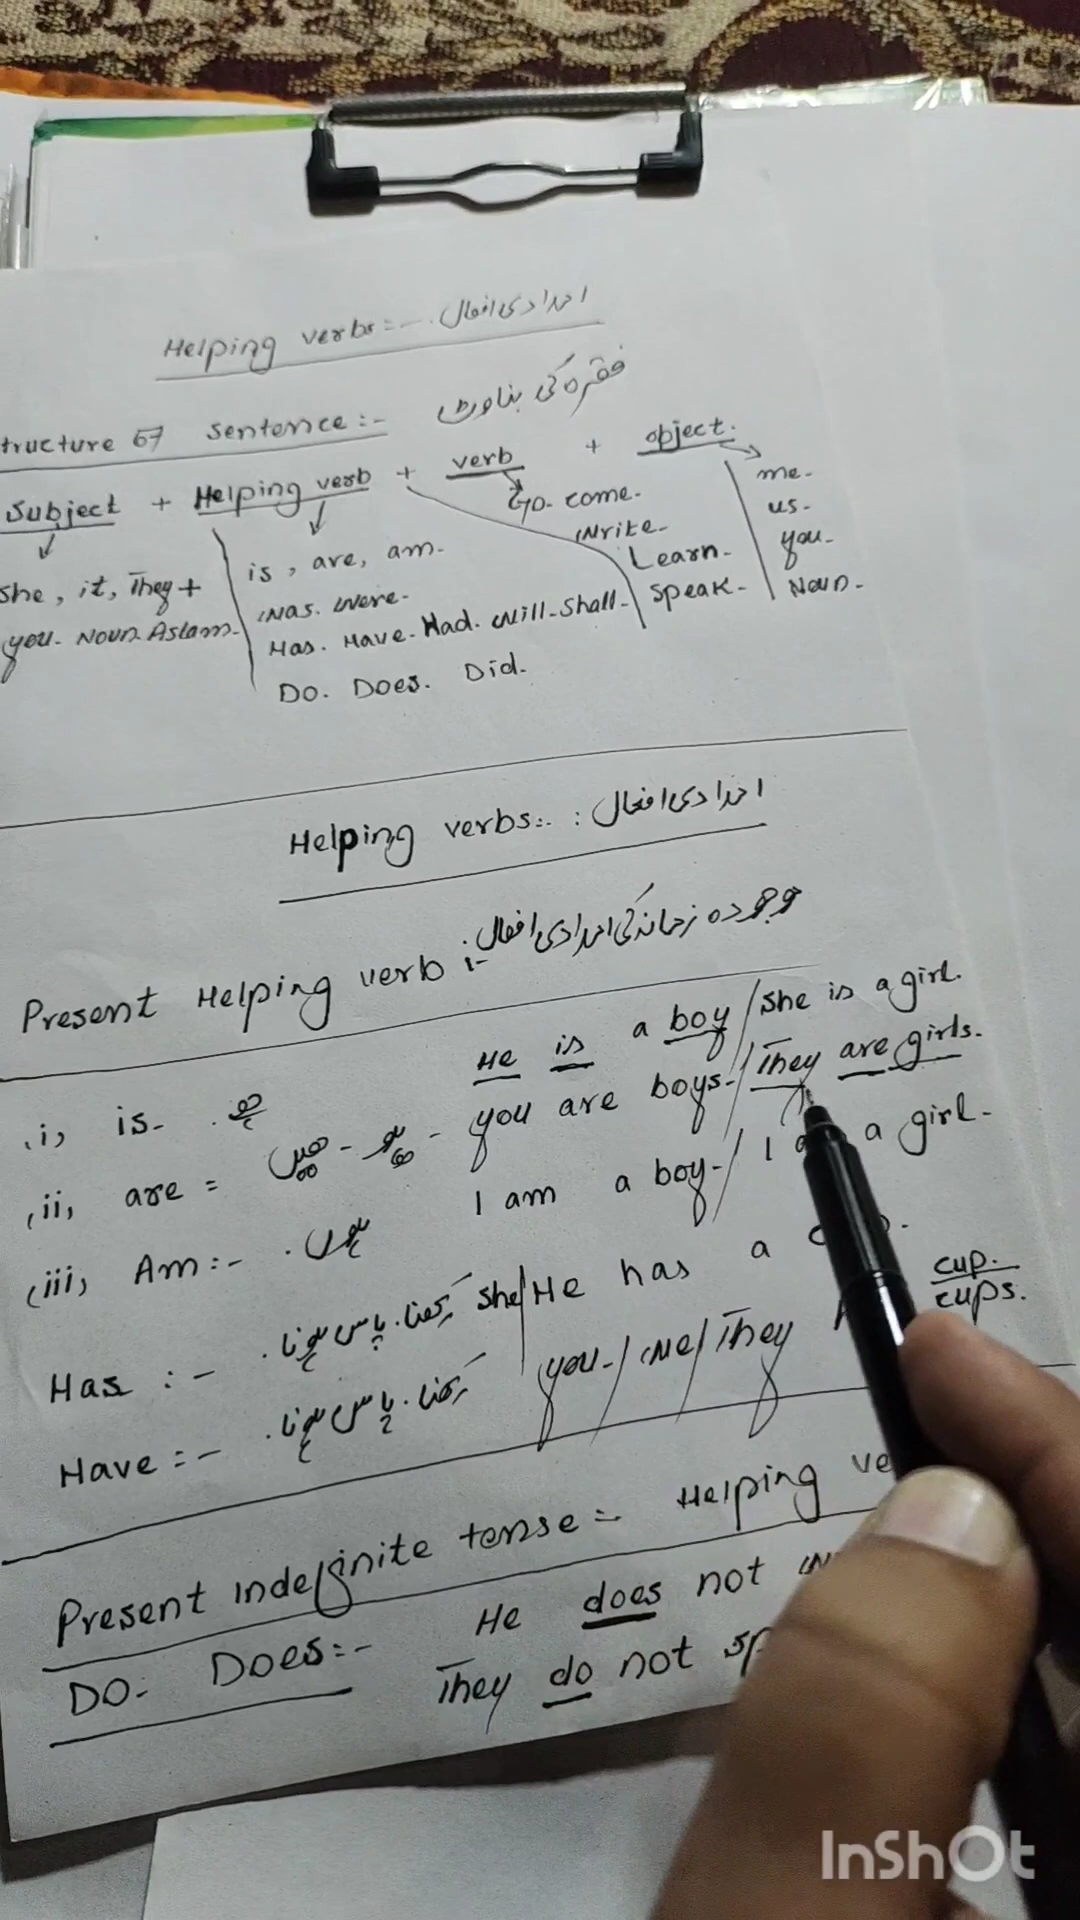 Helping verbs:- امدادی افعال
tructure of sentence:- فقرہ کی بناوٹ
Subject + Helping verb + verb + object.
she, it, They +
you. Noun. Aslam.
is, are, am.
was. were.
Has. Have. Had. Will. Shall.
Do. Does. Did.
Go. come.
write.
Learn.
speak.
me.
us.
you.
Noun.
Helping verbs:- امدادی افعال
Present Helping verb:- موجودہ زمانہ کی امدادی افعال
(i) is. ہے He is a boy / She is a girl.
(ii) are = ہیں - ہو - you are boys. / They are girls.
(iii) Am:- ہوں. I am a boy. / I a a girl.
Has:- رکھنا. پاس ہونا. she/He has a
Have:- رکھنا. پاس ہونا. you./We/They
cup.
cups.
Present indefinite tense = Helping ve
Do. Does:- He does not w
They do not sp
InShOt